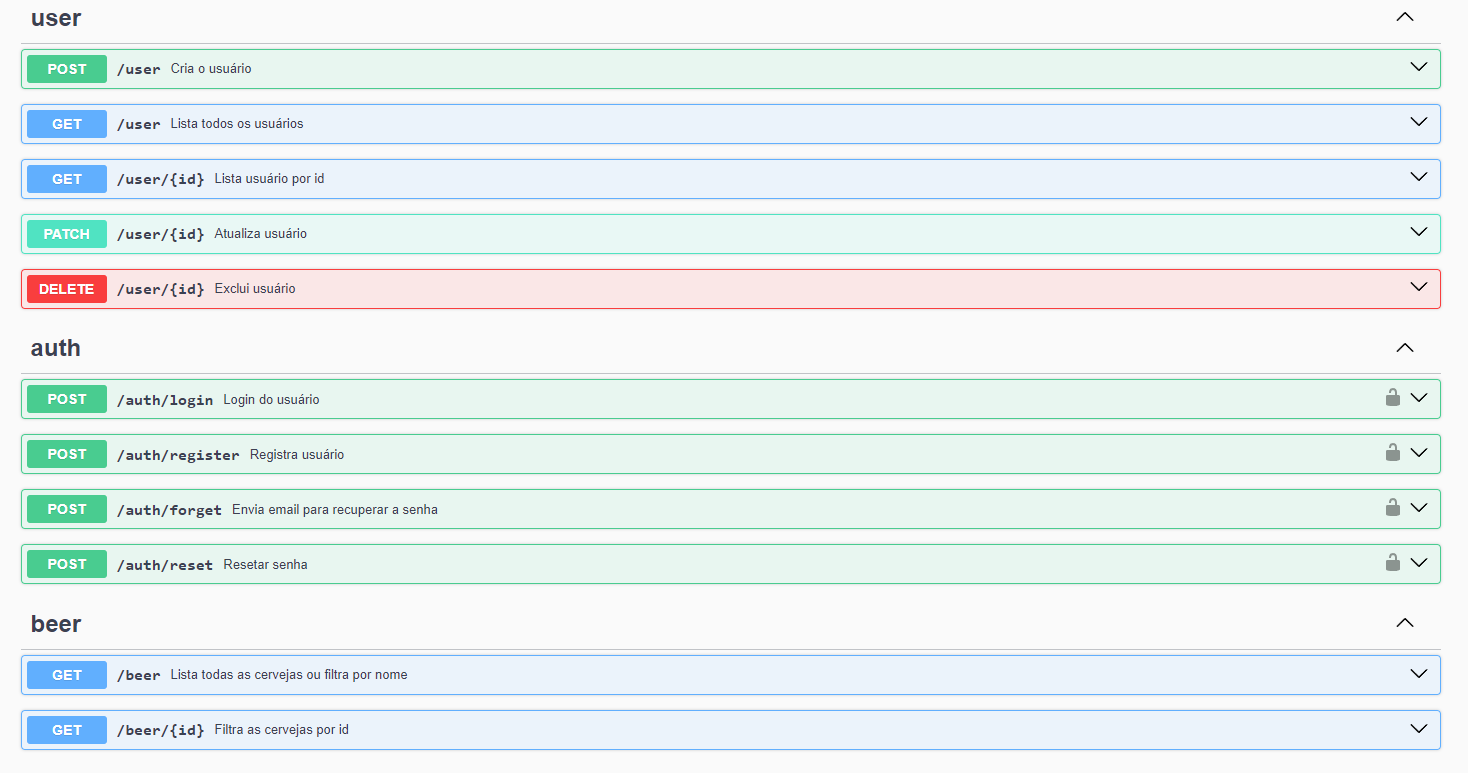 user
POST /user Cria o usuário
GET /user Lista todos os usuários
GET /user/{id} Lista usuário por id
PATCH /user/{id} Atualiza usuário
DELETE /user/{id} Exclui usuário
auth
POST /auth/login Login do usuário
POST /auth/register Registra usuário
POST /auth/forget Envia email para recuperar a senha
POST /auth/reset Resetar senha
beer
GET /beer Lista todas as cervejas ou filtra por nome
GET /beer/{id} Filtra as cervejas por id